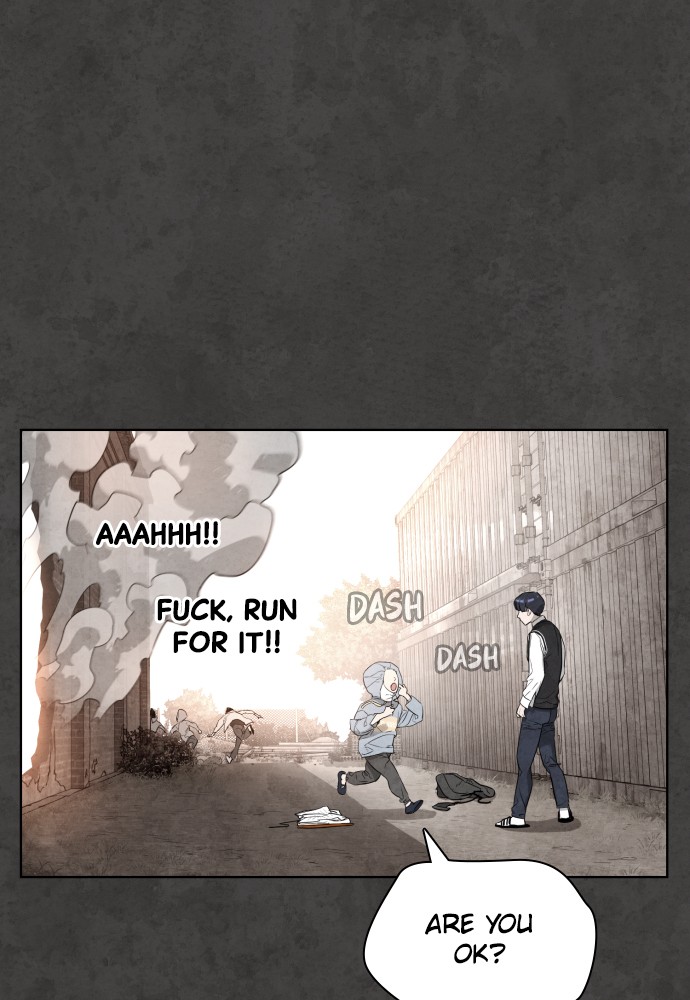 AAAHHH!!
FUCK, RUN
FOR IT!!
DASH
DASH
ARE YOU
OK?